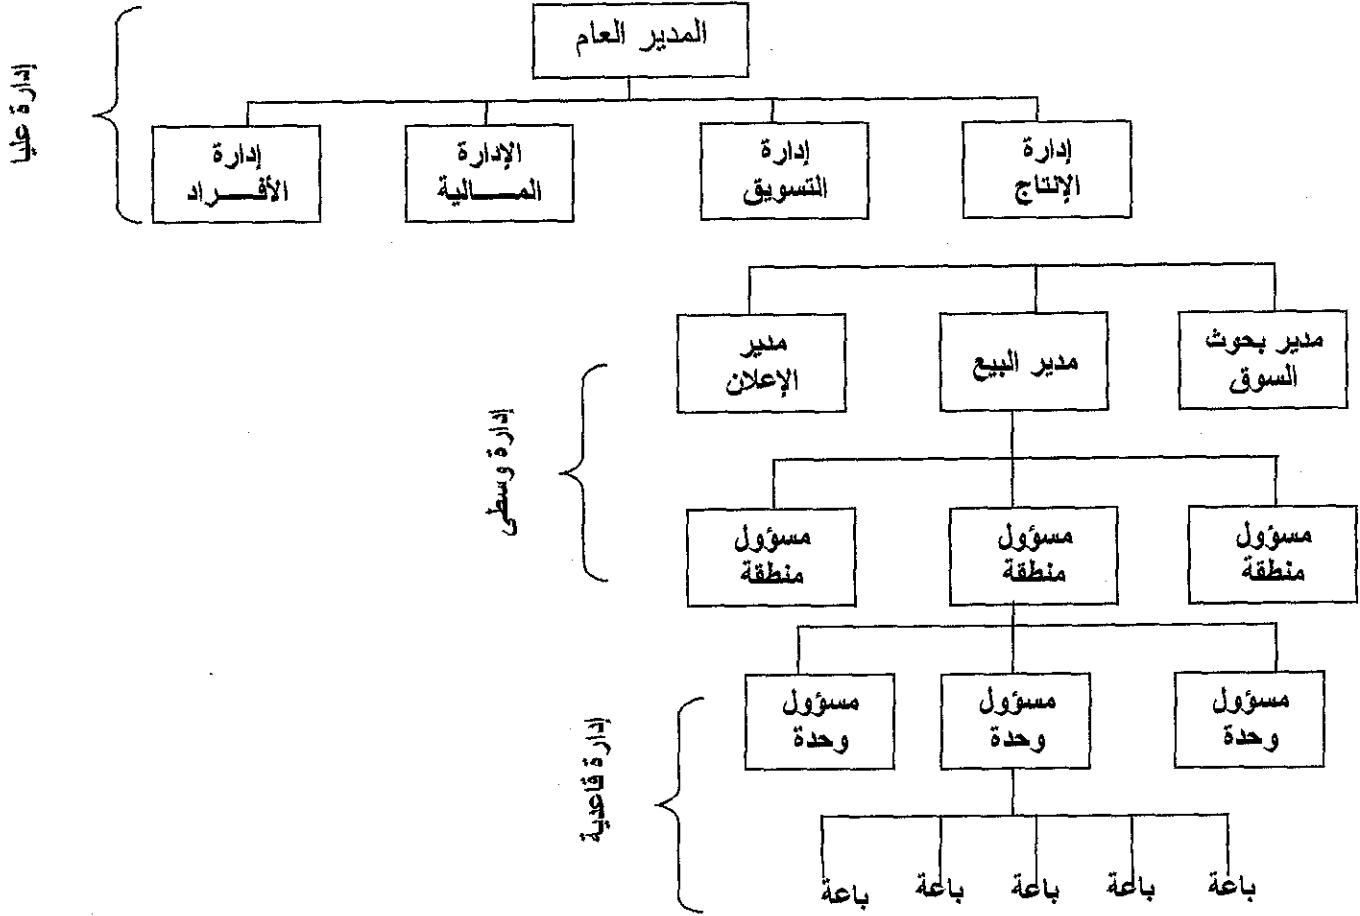 المدير العام
إدارة عليا
إدارة
الإنتاج
إدارة
التسويق
الإدارة
المـــالية
إدارة
الأفـــراد
مدير بحوث
السوق
مدير البيع
مدير
الإعلان
إدارة وسطى
مسؤول
منطقة
مسؤول
منطقة
مسؤول
منطقة
مسؤول
وحدة
مسؤول
وحدة
مسؤول
وحدة
إدارة قاعدية
باعة
باعة
باعة
باعة
باعة